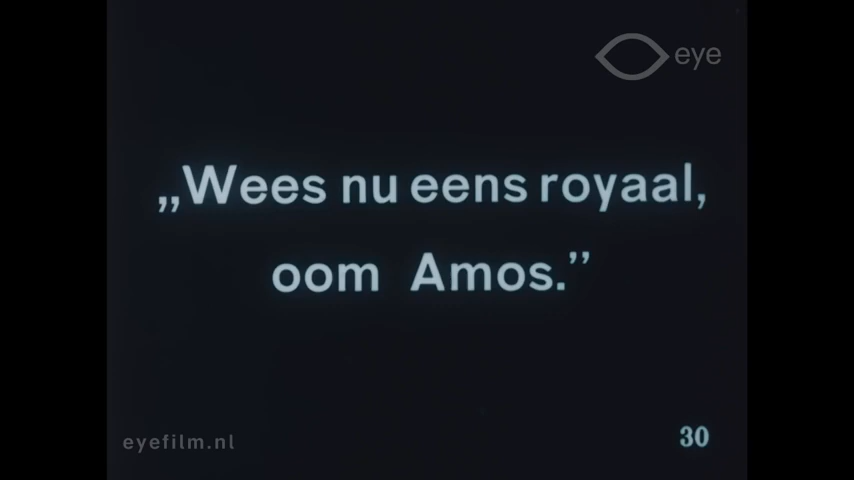 eye
„Wees nu eens royaal,
oom Amos.”
eyefilm.nl
30